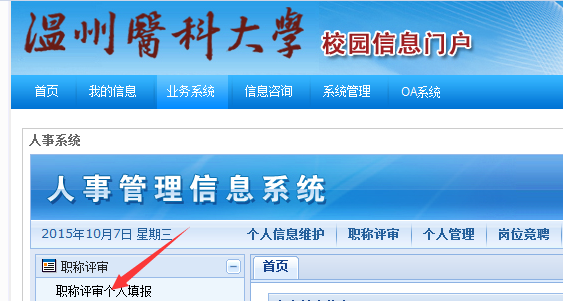 温州醫科大學 校园信息门户
首页 我的信息 业务系统 信息咨询 系统管理 OA系统
人事系统
人事管理信息系统
2015年10月7日 星期三 个人信息维护 职称评审 个人管理 岗位竞聘
职称评审 首页
职称评审个人填报